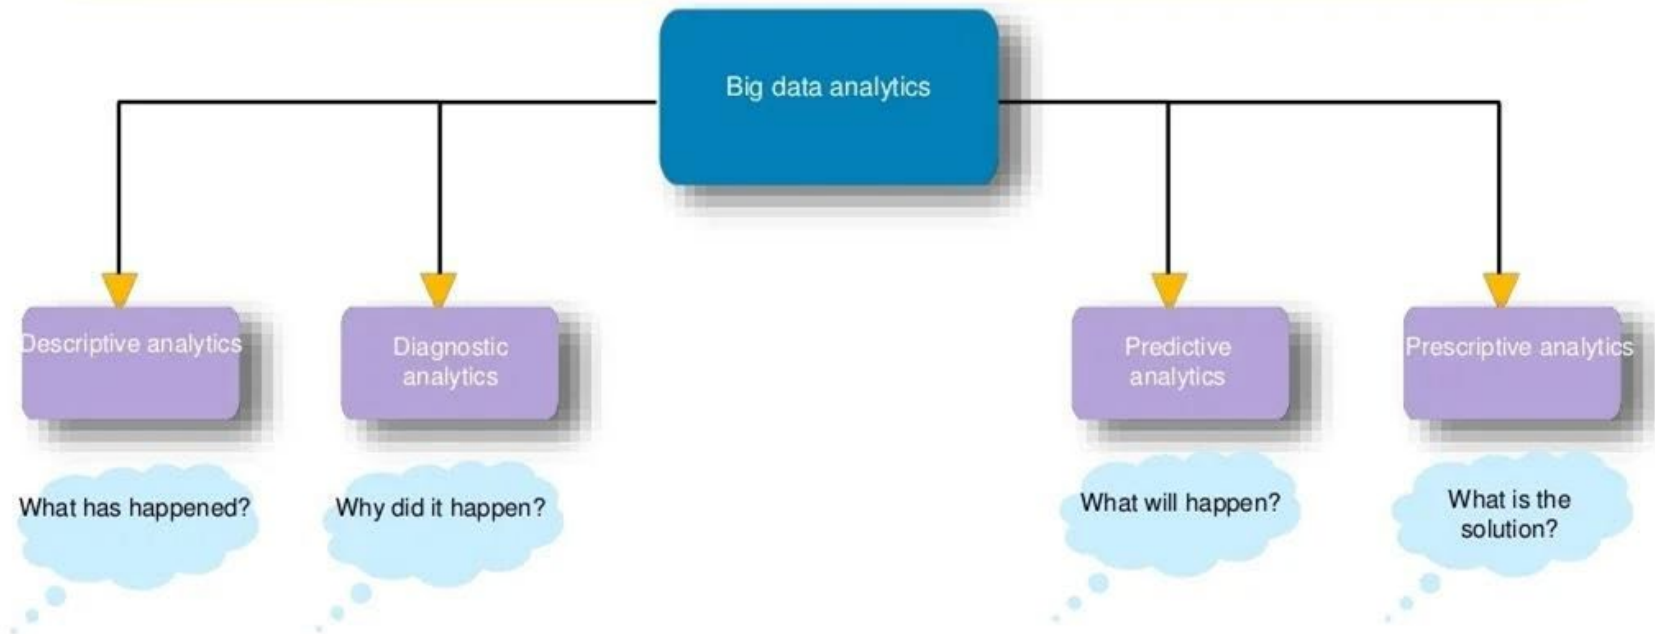 Big data analytics
Descriptive analytics
Diagnostic
analytics
Predictive
analytics
Prescriptive analytics
What has happened?
Why did it happen?
What will happen?
What is the
solution?